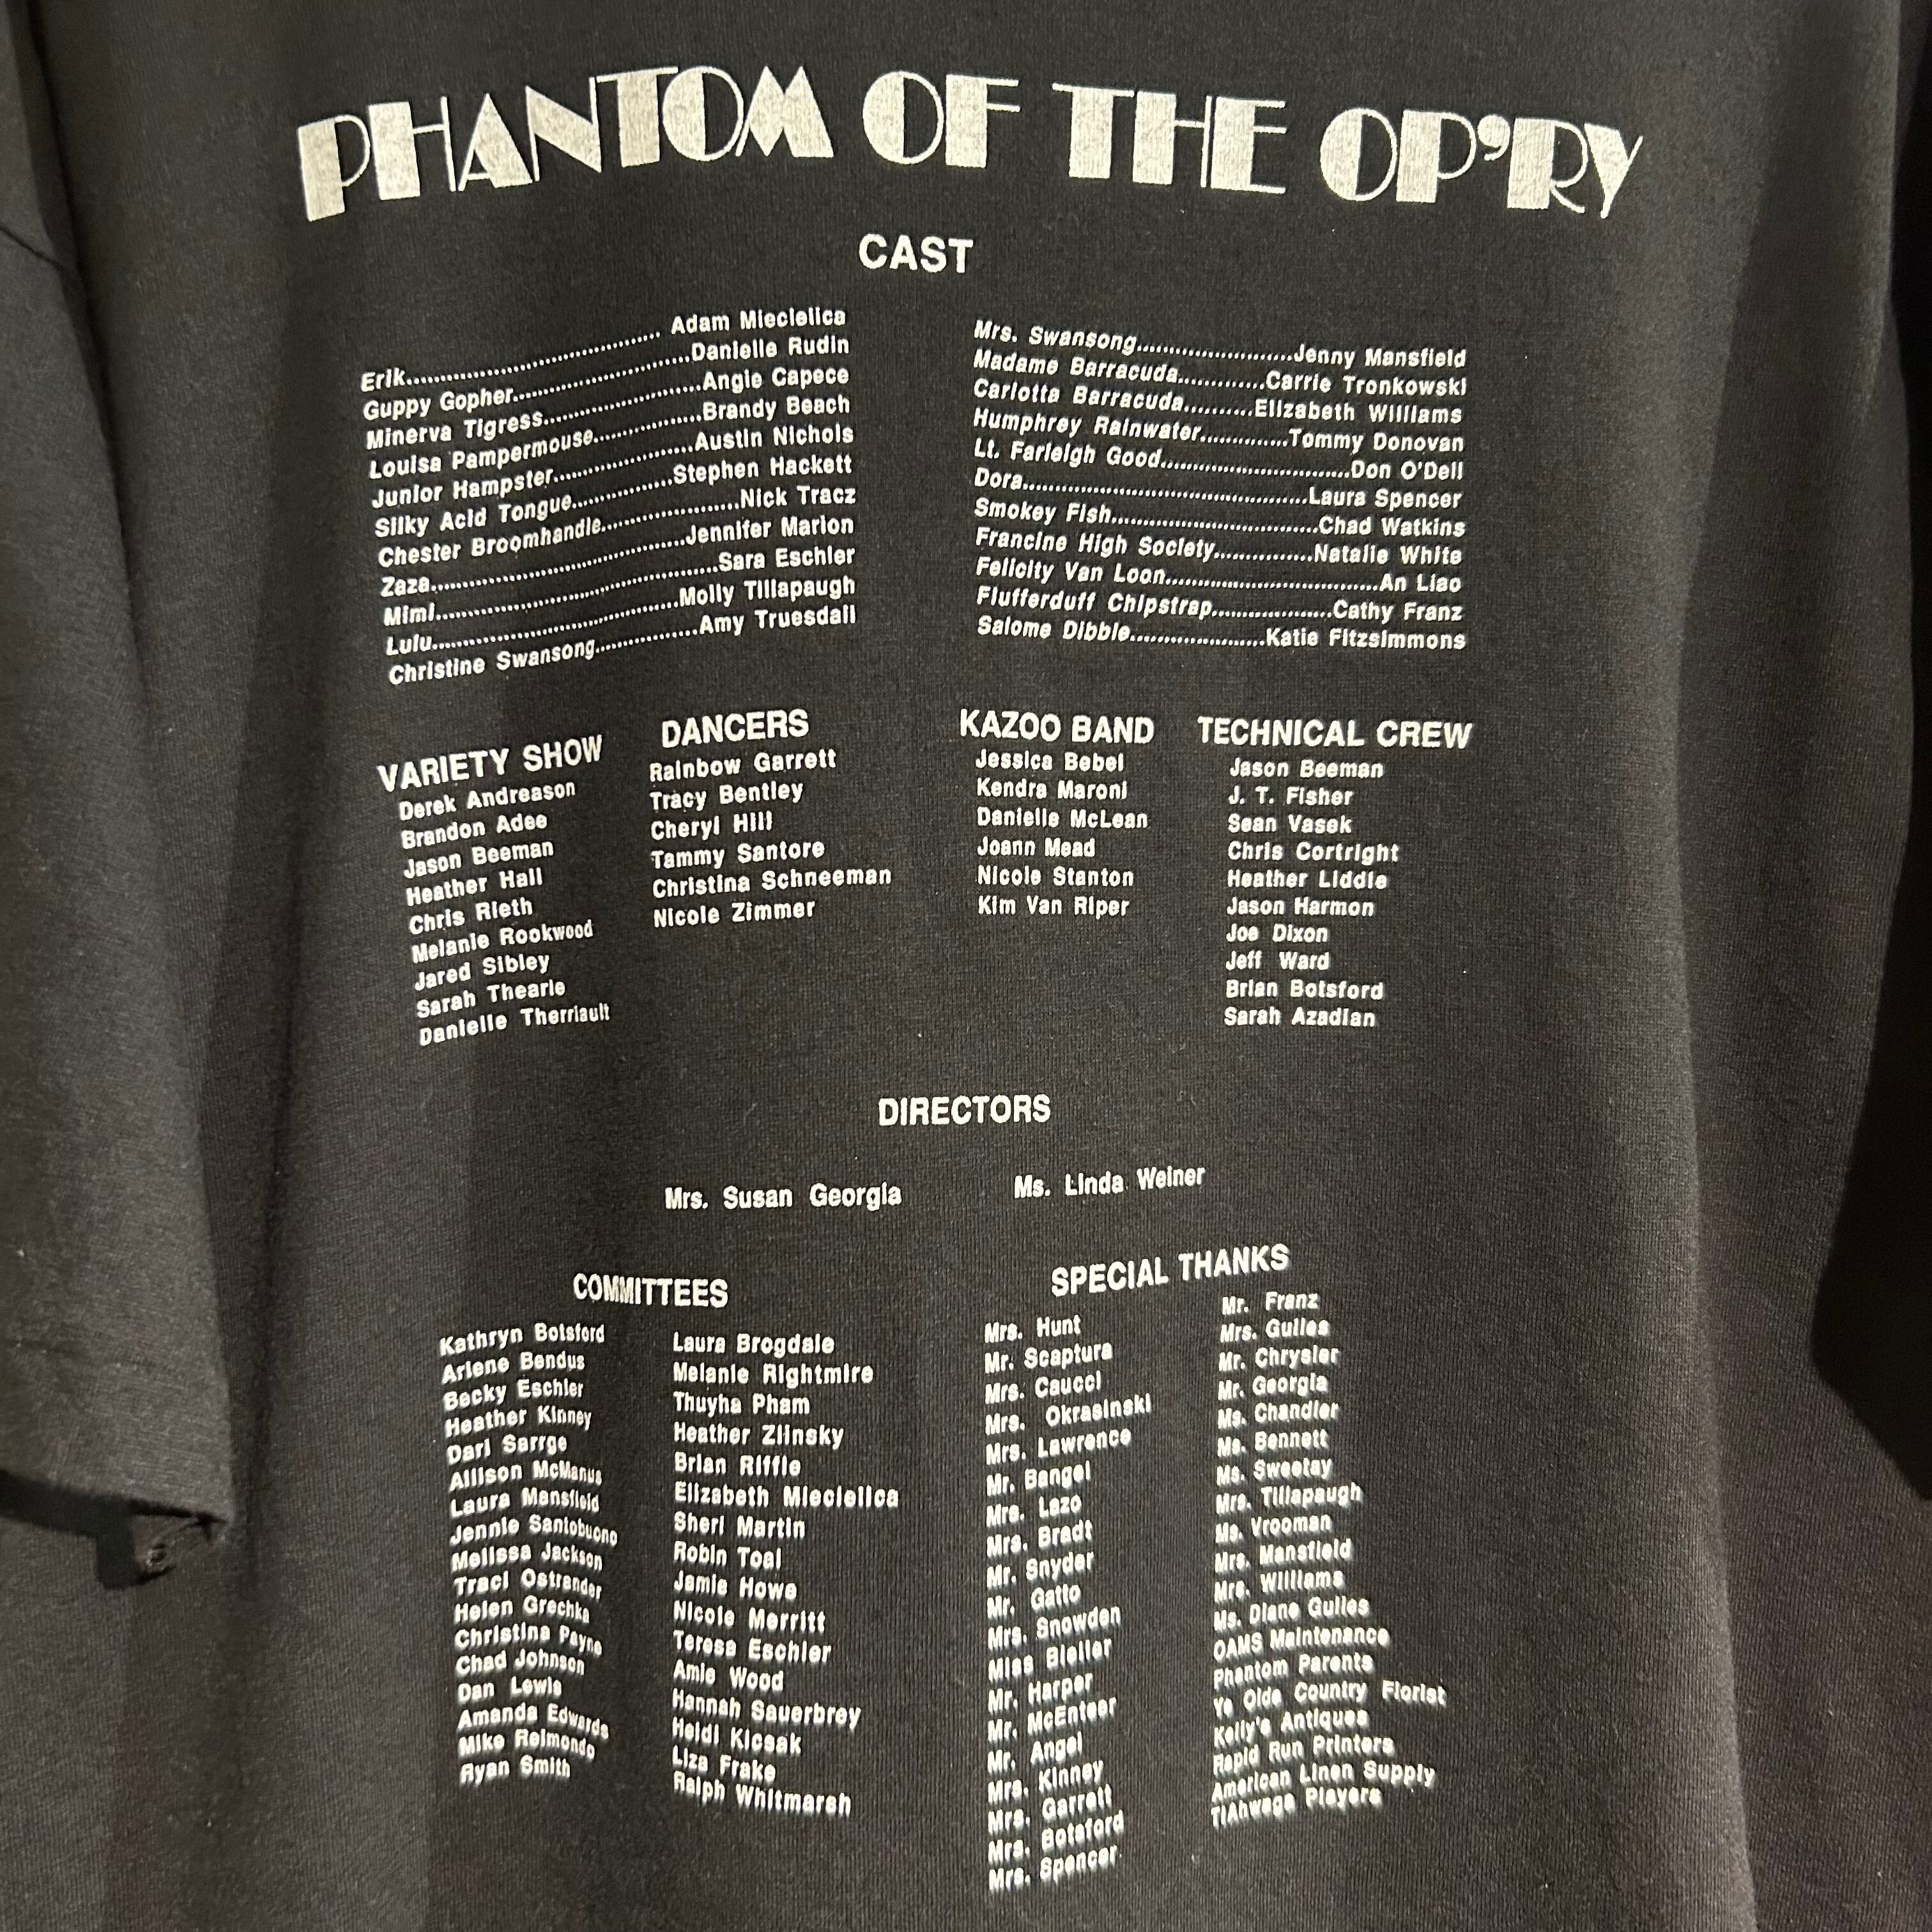 PHANTOM OF THE OP'RY
CAST
Erik........................................ Adam Miecielica
Guppy Gopher...........................Danielle Rudin
Minerva Tigress........................Angie Capece
Louisa Pampermouse................Brandy Beach
Junior Hampster.....................Austin Nichols
Silky Acid Tongue...............Stephen Hackett
Chester Broomhandle.....................Nick Tracz
Zaza......................................Jennifer Marion
Mimi..........................................Sara Eschler
Lulu.....................................Molly Tillapaugh
Christine Swansong...............Amy Truesdail
Mrs. Swansong........................Jenny Mansfield
Madame Barracuda.............Carrie Tronkowski
Carlotta Barracuda..........Elizabeth Williams
Humphrey Rainwater.............Tommy Donovan
Lt. Farleigh Good.............................Don O'Dell
Dora...........................................Laura Spencer
Smokey Fish................................Chad Watkins
Francine High Society...............Natalie White
Felicity Van Loon.................................An Liao
Flufferduff Chipstrap..................Cathy Franz
Salome Dibble.....................Katie Fitzsimmons
VARIETY SHOW
Derek Andreason
Brandon Adee
Jason Beeman
Heather Hall
Chris Rieth
Melanie Rookwood
Jared Sibley
Sarah Thearle
Danielle Therriault
DANCERS
Rainbow Garrett
Tracy Bentley
Cheryl Hill
Tammy Santore
Christina Schneeman
Nicole Zimmer
KAZOO BAND
Jessica Bebel
Kendra Maroni
Danielle McLean
Joann Mead
Nicole Stanton
Kim Van Riper
TECHNICAL CREW
Jason Beeman
J. T. Fisher
Sean Vasek
Chris Cortright
Heather Liddle
Jason Harmon
Joe Dixon
Jeff Ward
Brian Botsford
Sarah Azadian
DIRECTORS
Mrs. Susan Georgia
Ms. Linda Weiner
COMMITTEES
Kathryn Botsford
Arlene Bendus
Becky Eschler
Heather Kinney
Dari Sarrge
Allison McManus
Laura Mansfield
Jennie Santobuono
Melissa Jackson
Traci Ostrander
Helen Grechka
Christina Payne
Chad Johnson
Dan Lewis
Amanda Edwards
Mike Reimondo
Ryan Smith
Laura Brogdale
Melanie Rightmire
Thuyha Pham
Heather Zlinsky
Brian Riffle
Elizabeth Miecielica
Sheri Martin
Robin Toal
Jamie Howe
Nicole Merritt
Teresa Eschler
Amie Wood
Hannah Sauerbrey
Heidi Kicsak
Liza Frake
Ralph Whitmarsh
SPECIAL THANKS
Mrs. Hunt
Mr. Scaptura
Mrs. Caucci
Mrs. Okrasinski
Mrs. Lawrence
Mr. Bangel
Mrs. Lazo
Mrs. Bradt
Mr. Snyder
Mr. Gatto
Mrs. Snowden
Miss Bleiler
Mr. Harper
Mr. McEnteer
Mr. Angel
Mrs. Kinney
Mrs. Garrett
Mrs. Botsford
Mrs. Spencer
Mr. Franz
Mrs. Gulles
Mr. Chrysler
Mr. Georgia
Ms. Chandler
Ms. Bennett
Ms. Sweetay
Mrs. Tillapaugh
Ms. Vrooman
Mrs. Mansfield
Mrs. Williams
Ms. Diane Gulles
OAMS Maintenance
Phantom Parents
Ye Olde Country Florist
Kelly's Antiques
Rapid Run Printers
American Linen Supply
TiAhwaga Players